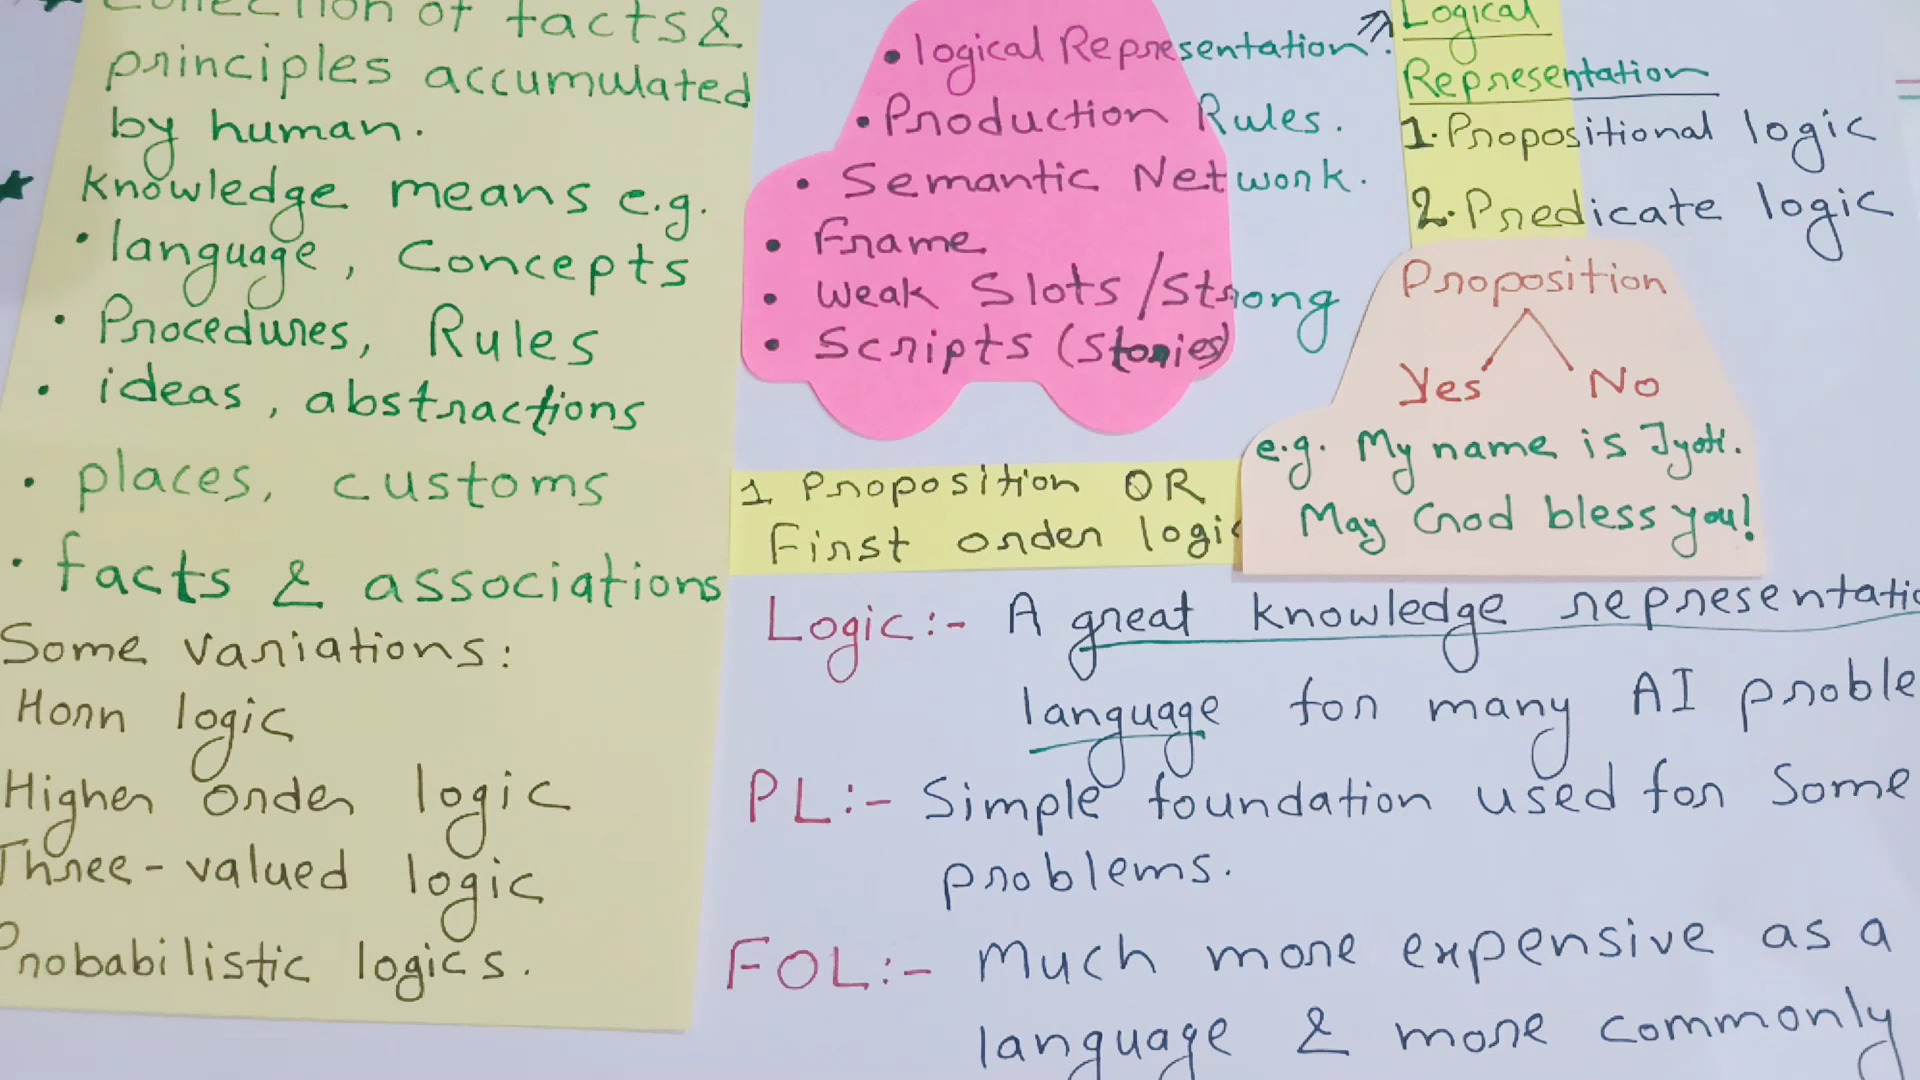 Collection of facts &
principles accumulated
by human.
Knowledge means e.g.
• language, Concepts
• Procedures, Rules
• ideas, abstractions
• places, customs
• facts & associations
Some variations:
Horn logic
Higher order logic
Three-valued logic
Probabilistic logics.
• logical Representation.
• Production Rules.
• Semantic Network.
• Frame
• Weak Slots/Strong
• Scripts (Stories)
Logical
Representation
1. Propositional logic
2. Predicate logic
Proposition
Yes No
e.g. My name is Jyoti.
May God bless you!
1 Proposition OR
First order logic
Logic:- A great knowledge representatio
language for many AI proble
PL:- Simple foundation used for Some
problems.
FOL:- Much more expensive as a
language & more commonly